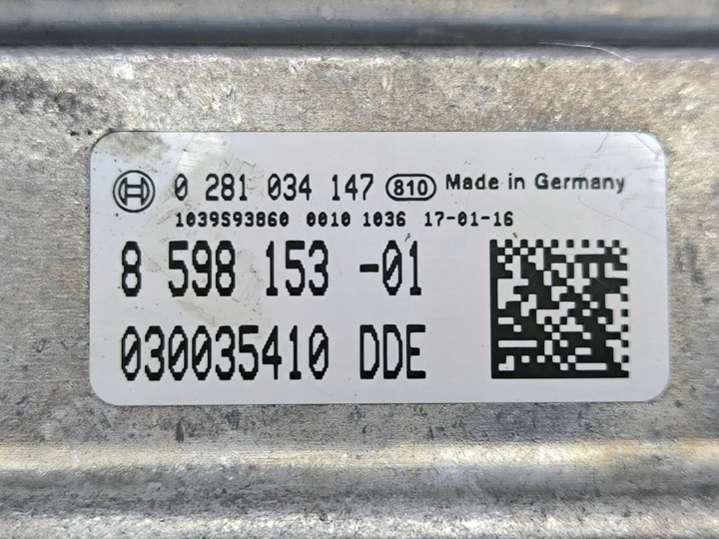 0 281 034 147 810 Made in Germany
1039S93860 0010 1036 17-01-16
8 598 153 -01
030035410 DDE